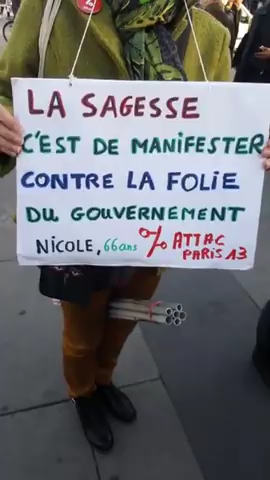 LA SAGESSE
C'EST DE MANIFESTER
CONTRE LA FOLIE
DU GOUVERNEMENT
NICOLE, 66ans % ATTAC
PARIS 13